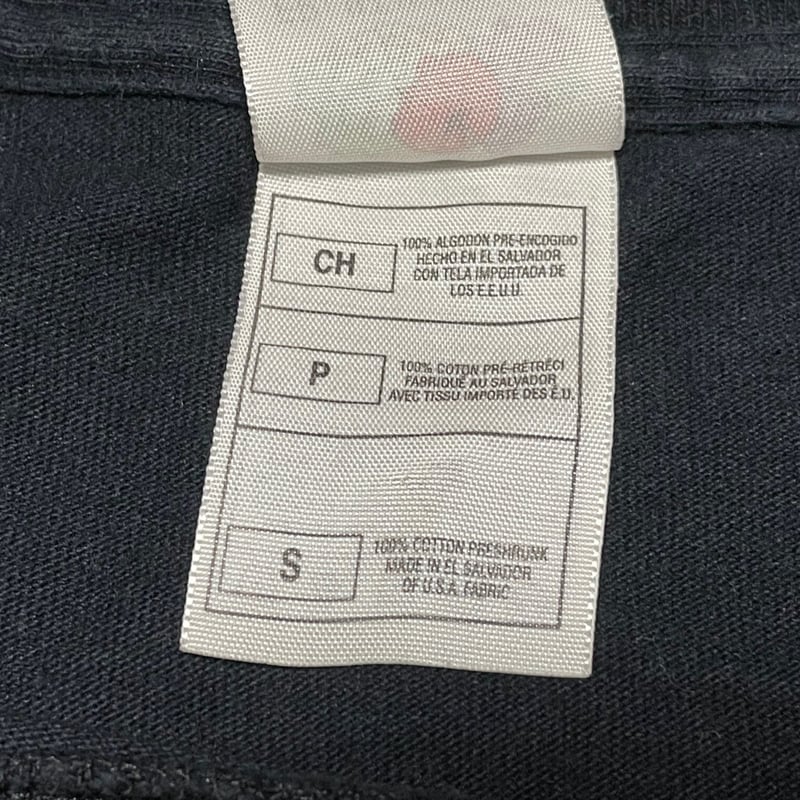 CH
100% ALGODON PRE-ENCOGIDO
HECHO EN EL SALVADOR
CON TELA IMPORTADA DE
LOS E.E.U.U.
P
100% COTON PRÉ-RÉTRÉCI
FABRIQUÉ AU SALVADOR
AVEC TISSU IMPORTÉ DES É.U.
S
100% COTTON PRESHRUNK
MADE IN EL SALVADOR
OF U.S.A. FABRIC